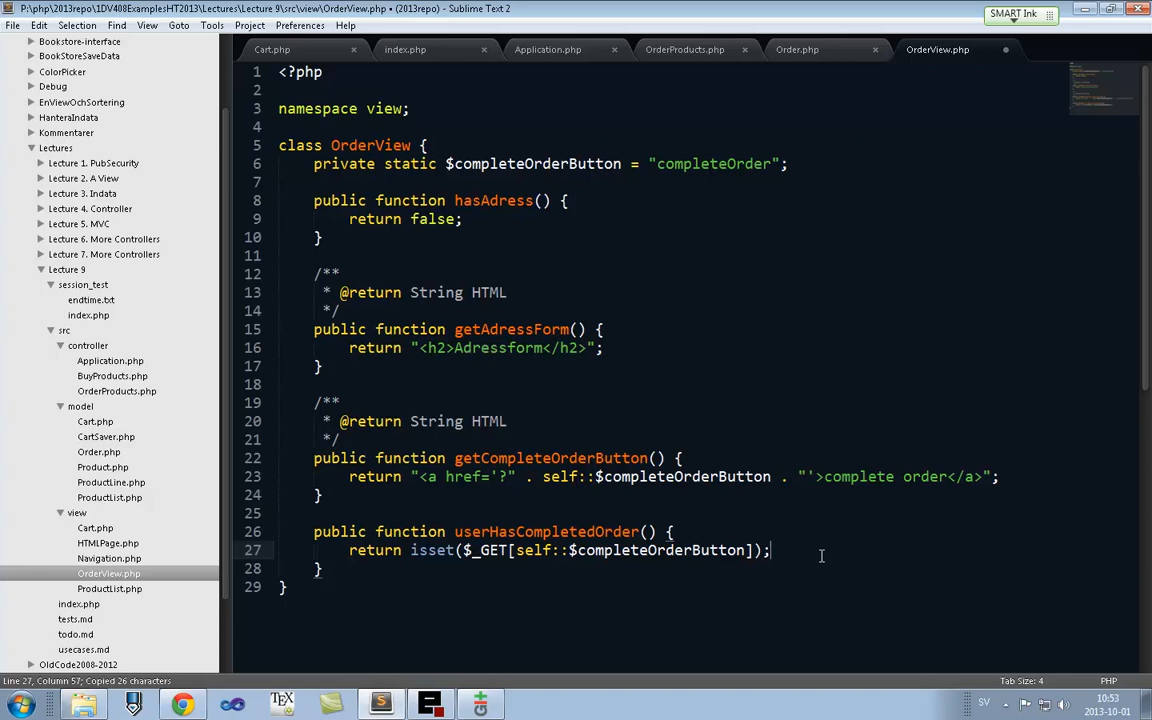 P:\php\2013repo\1DV408ExamplesHT2013\Lectures\Lecture 9\src\view\OrderView.php • (2013repo) - Sublime Text 2
SMART Ink
File Edit Selection Find View Goto Tools Project Preferences Help
Cart.php index.php Application.php OrderProducts.php Order.php OrderView.php
Bookstore-interface
BookStoreSaveData
ColorPicker
Debug
EnViewOchSortering
HanteraIndata
Kommentarer
Lectures
Lecture 1. PubSecurity
Lecture 2. A View
Lecture 3. Indata
Lecture 4. Controller
Lecture 5. MVC
Lecture 6. More Controllers
Lecture 7. More Controllers
Lecture 9
session_test
endtime.txt
index.php
src
controller
Application.php
BuyProducts.php
OrderProducts.php
model
Cart.php
CartSaver.php
Order.php
Product.php
ProductLine.php
ProductList.php
view
Cart.php
HTMLPage.php
Navigation.php
OrderView.php
ProductList.php
index.php
tests.md
todo.md
usecases.md
OldCode2008-2012
1 <?php
2
3 namespace view;
4
5 class OrderView {
6 private static $completeOrderButton = "completeOrder";
7
8 public function hasAdress() {
9 return false;
10 }
11
12 /**
13 * @return String HTML
14 */
15 public function getAdressForm() {
16 return "<h2>Adressform</h2>";
17 }
18
19 /**
20 * @return String HTML
21 */
22 public function getCompleteOrderButton() {
23 return "<a href='?" . self::$completeOrderButton . "'>complete order</a>";
24 }
25
26 public function userHasCompletedOrder() {
27 return isset($_GET[self::$completeOrderButton]);
28 }
29 }
Line 27, Column 57; Copied 26 characters Tab Size: 4 PHP
SV 10:53
2013-10-01